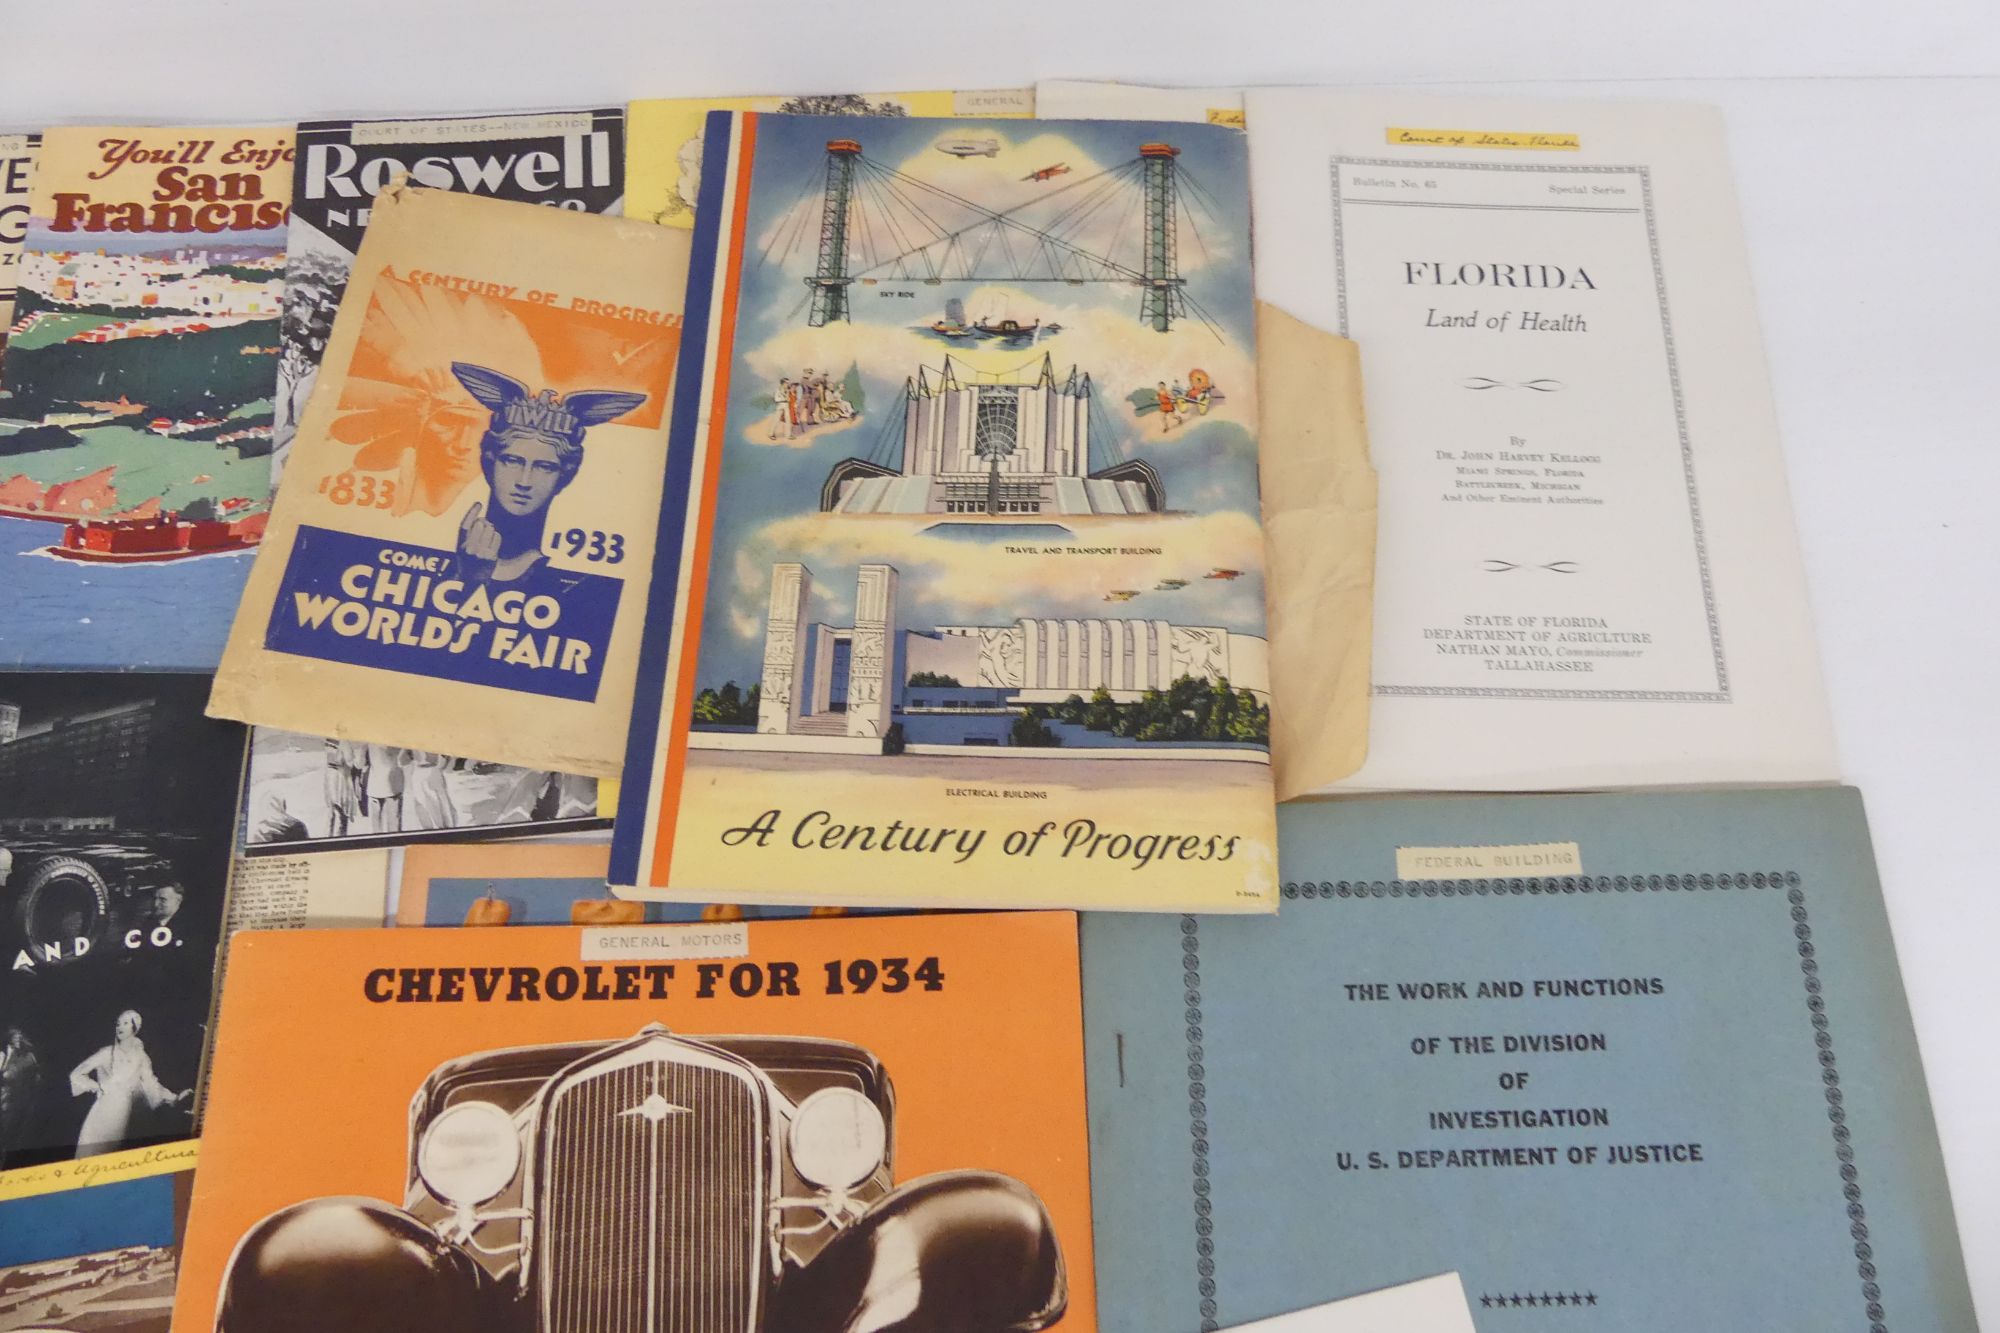 You'll Enjo
San
Francisc
COURT OF STATES--NEW MEXICO
Roswell
A CENTURY OF PROGRESS
I WILL
1833
1933
COME!
CHICAGO
WORLD'S FAIR
GENERAL
SKY RIDE
TRAVEL AND TRANSPORT BUILDING
ELECTRICAL BUILDING
A Century of Progress
Court of States Florida
Bulletin No. 65 Special Series
FLORIDA
Land of Health
By
DR. JOHN HARVEY KELLOGG
MIAMI SPRINGS, FLORIDA
BATTLECREEK, MICHIGAN
And Other Eminent Authorities
STATE OF FLORIDA
DEPARTMENT OF AGRICLTURE
NATHAN MAYO, Commissioner
TALLAHASSEE
AND CO.
& Agricultura
GENERAL MOTORS
CHEVROLET FOR 1934
FEDERAL BUILDING
THE WORK AND FUNCTIONS
OF THE DIVISION
OF
INVESTIGATION
U. S. DEPARTMENT OF JUSTICE
********